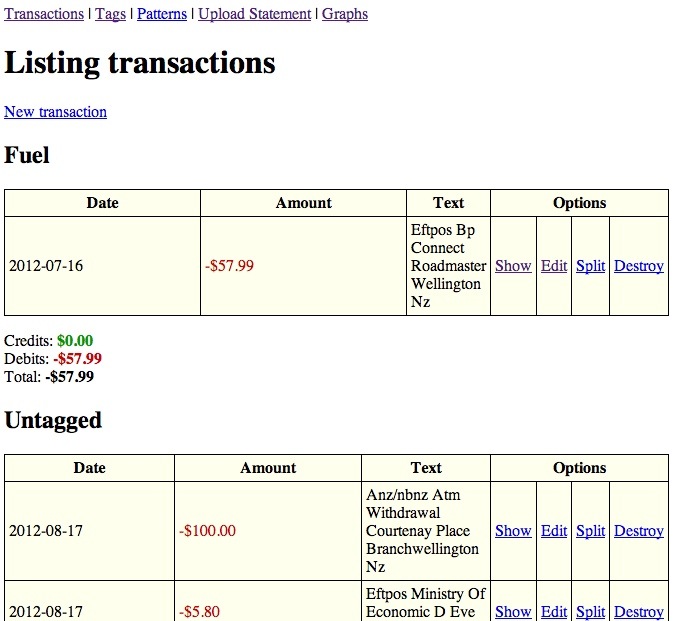 Transactions | Tags | Patterns | Upload Statement | Graphs
Listing transactions
New transaction
Fuel
Date Amount Text Options
2012-07-16 -$57.99 Eftpos Bp
Connect
Roadmaster
Wellington
Nz Show Edit Split Destroy
Credits: $0.00
Debits: -$57.99
Total: -$57.99
Untagged
Date Amount Text Options
2012-08-17 -$100.00 Anz/nbnz Atm
Withdrawal
Courtenay Place
Branchwellington
Nz Show Edit Split Destroy
2012-08-17 -$5.80 Eftpos Ministry Of
Economic D Eve Show Edit Split Destroy